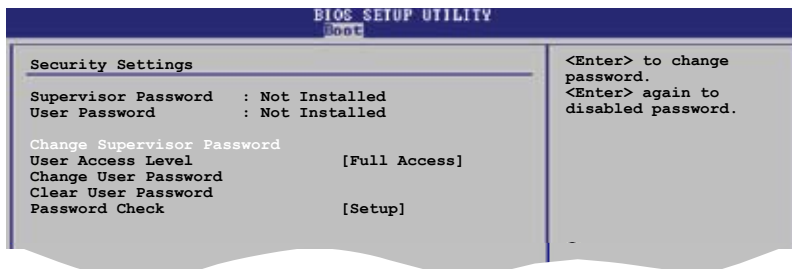 BIOS SETUP UTILITY
Boot
Security Settings
Supervisor Password : Not Installed
User Password : Not Installed
Change Supervisor Password
User Access Level [Full Access]
Change User Password
Clear User Password
Password Check [Setup]
<Enter> to change
password.
<Enter> again to
disabled password.